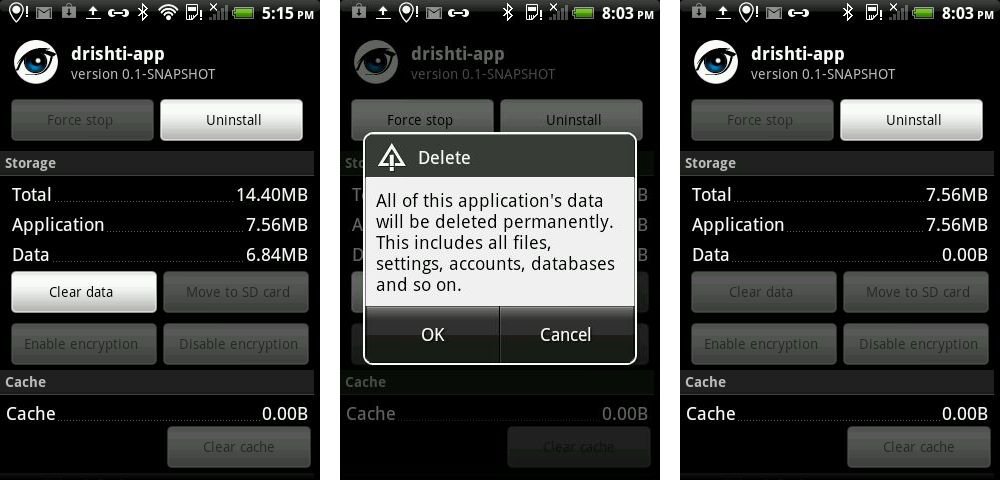 5:15 PM
drishti-app
version 0.1-SNAPSHOT
Force stop
Uninstall
Storage
Total 14.40MB
Application 7.56MB
Data 6.84MB
Clear data
Move to SD card
Enable encryption
Disable encryption
Cache
Cache 0.00B
Clear cache
8:03 PM
drishti-app
version 0.1-SNAPSHOT
Force stop
Uninstall
Delete
All of this application's data
will be deleted permanently.
This includes all files,
settings, accounts, databases
and so on.
OK
Cancel
Cache
Cache 0.00B
Clear cache
8:03 PM
drishti-app
version 0.1-SNAPSHOT
Force stop
Uninstall
Storage
Total 7.56MB
Application 7.56MB
Data 0.00B
Clear data
Move to SD card
Enable encryption
Disable encryption
Cache
Cache 0.00B
Clear cache